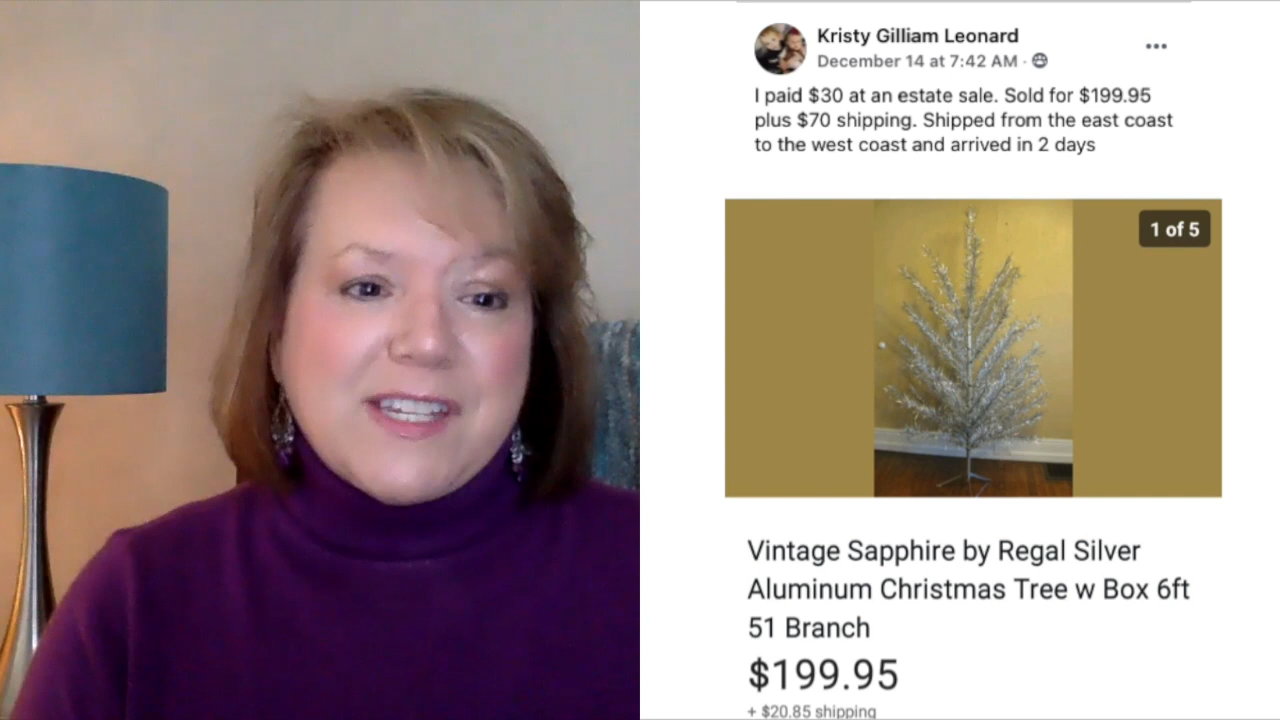 Kristy Gilliam Leonard
December 14 at 7:42 AM ·
I paid $30 at an estate sale. Sold for $199.95
plus $70 shipping. Shipped from the east coast
to the west coast and arrived in 2 days
1 of 5
Vintage Sapphire by Regal Silver
Aluminum Christmas Tree w Box 6ft
51 Branch
$199.95
+ $20.85 shipping